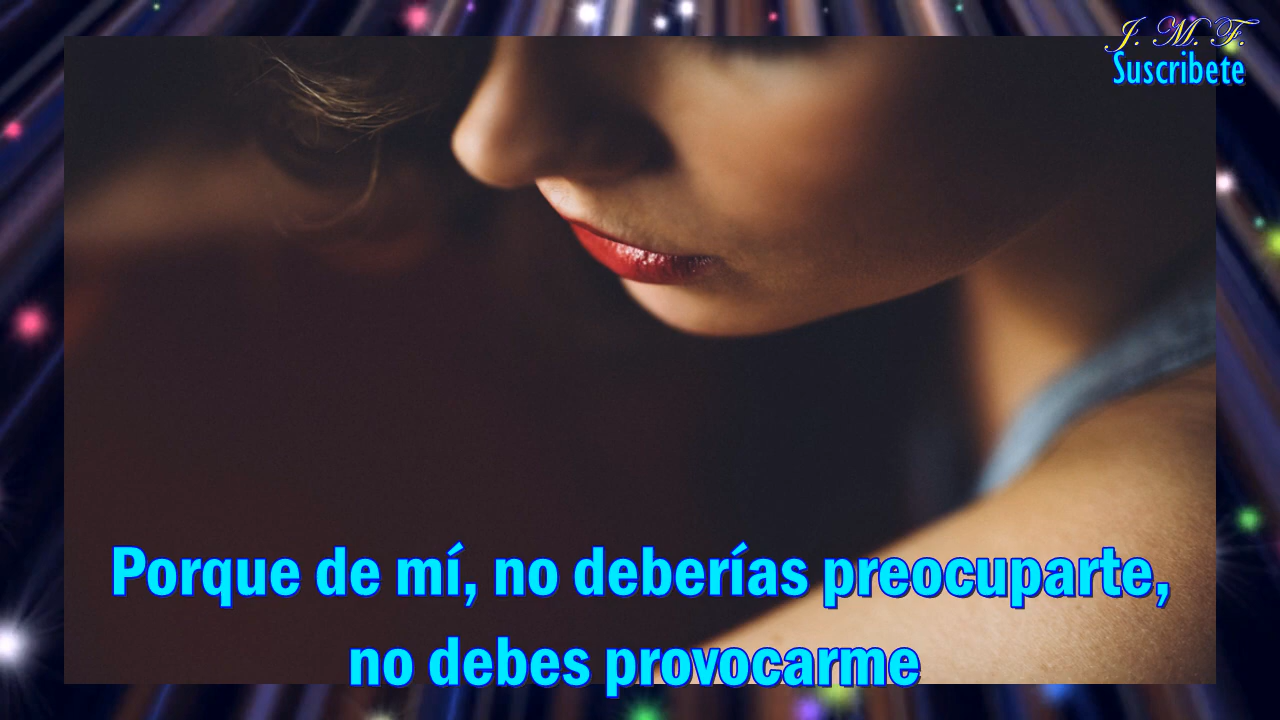 J. M. F.
Suscribete
Porque de mí, no deberías preocuparte,
no debes provocarme